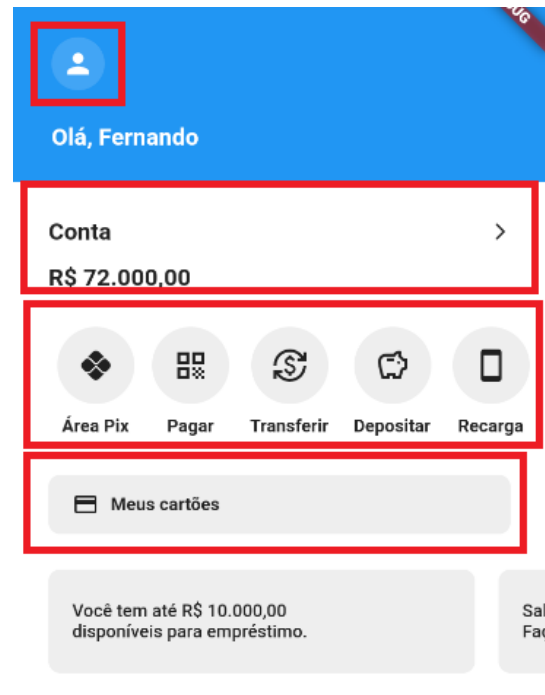 UG
Olá, Fernando
Conta
R$ 72.000,00
Área Pix Pagar Transferir Depositar Recarga
Meus cartões
Você tem até R$ 10.000,00
disponíveis para empréstimo.